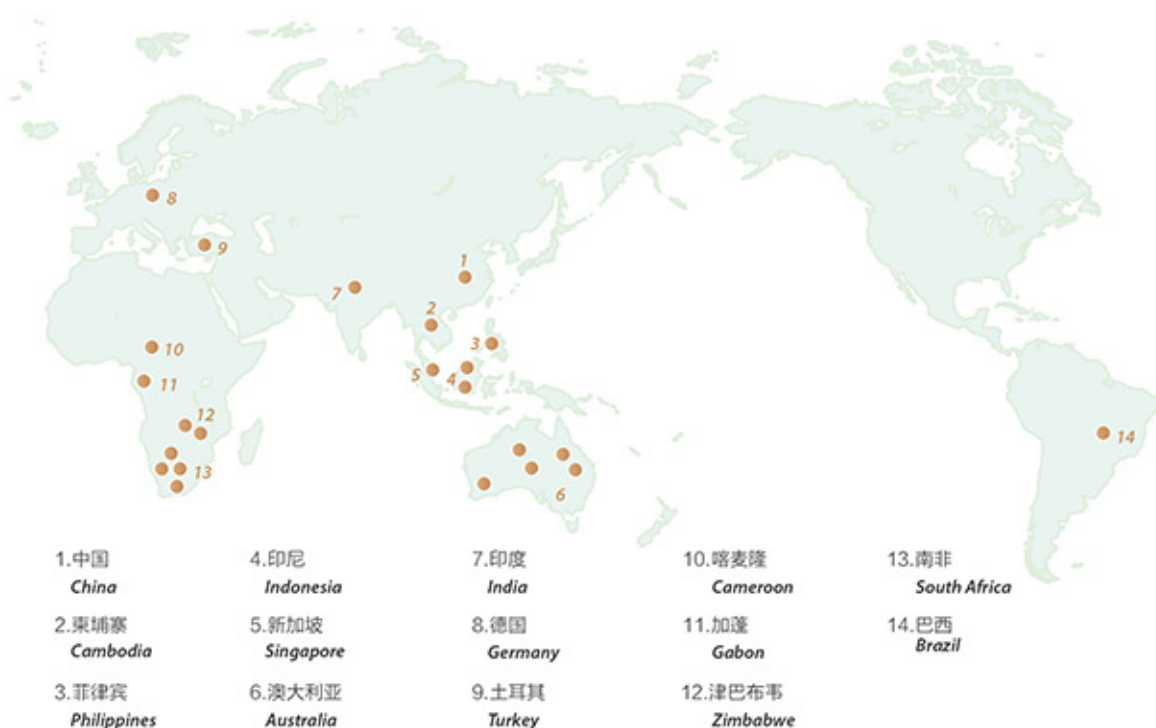 8
9
1
7
2
3
10
5
4
11
12
14
13
6
1.中国
China
4.印尼
Indonesia
7.印度
India
10.喀麦隆
Cameroon
13.南非
South Africa
2.柬埔寨
Cambodia
5.新加坡
Singapore
8.德国
Germany
11.加蓬
Gabon
14.巴西
Brazil
3.菲律宾
Philippines
6.澳大利亚
Australia
9.土耳其
Turkey
12.津巴布韦
Zimbabwe